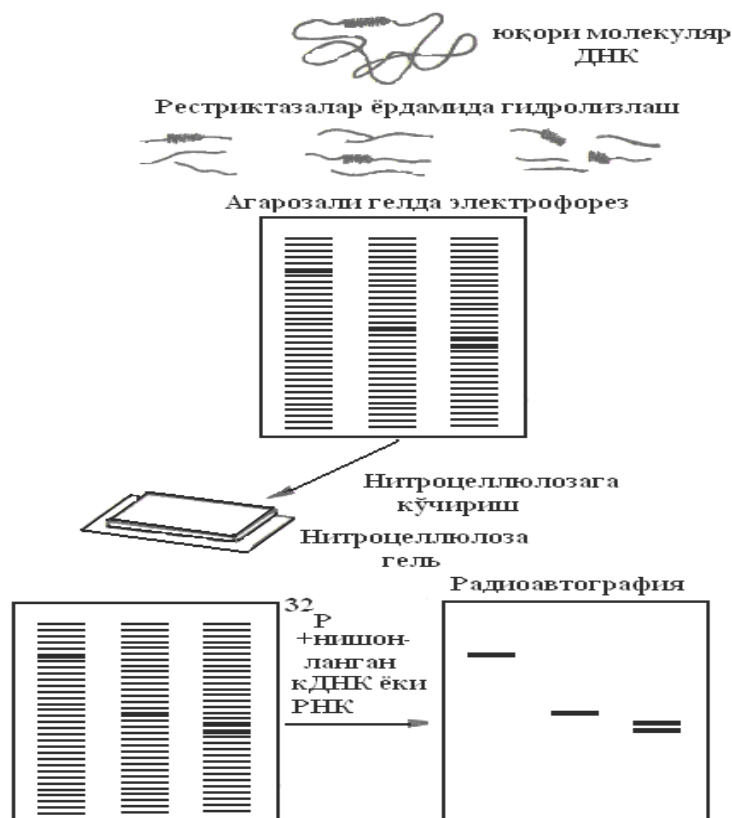 юқори молекуляр
ДНК
Рестриктазалар ёрдамида гидролизлаш
Агарозали гелда электрофорез
Нитроцеллюлозага
кўчириш
Нитроцеллюлоза
гель
Радиоавтография
32
Р
+нишон-
ланган
кДНК ёки
РНК